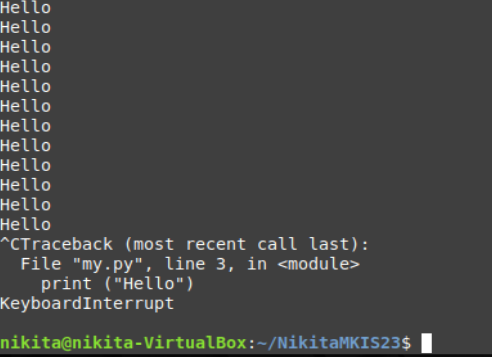 Hello
Hello
Hello
Hello
Hello
Hello
Hello
Hello
Hello
Hello
Hello
Hello
^CTraceback (most recent call last):
  File "my.py", line 3, in <module>
    print ("Hello")
KeyboardInterrupt
nikita@nikita-VirtualBox:~/NikitaMKIS23$